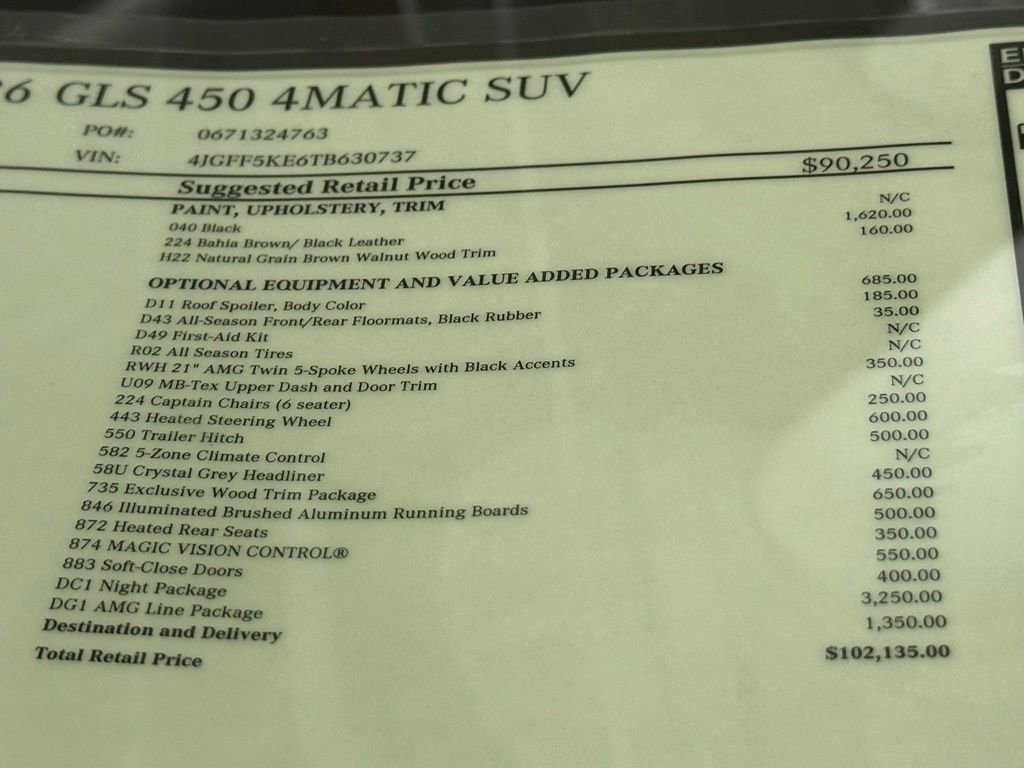 6 GLS 450 4MATIC SUV
PO#: 0671324763
VIN: 4JGFF5KE6TB630737
Suggested Retail Price $90,250
PAINT, UPHOLSTERY, TRIM
040 Black N/C
224 Bahia Brown/ Black Leather 1,620.00
H22 Natural Grain Brown Walnut Wood Trim 160.00
OPTIONAL EQUIPMENT AND VALUE ADDED PACKAGES
D11 Roof Spoiler, Body Color 685.00
D43 All-Season Front/Rear Floormats, Black Rubber 185.00
D49 First-Aid Kit 35.00
R02 All Season Tires N/C
RWH 21" AMG Twin 5-Spoke Wheels with Black Accents N/C
U09 MB-Tex Upper Dash and Door Trim 350.00
224 Captain Chairs (6 seater) N/C
443 Heated Steering Wheel 250.00
550 Trailer Hitch 600.00
582 5-Zone Climate Control 500.00
58U Crystal Grey Headliner N/C
735 Exclusive Wood Trim Package 450.00
846 Illuminated Brushed Aluminum Running Boards 650.00
872 Heated Rear Seats 500.00
874 MAGIC VISION CONTROL® 350.00
883 Soft-Close Doors 550.00
DC1 Night Package 400.00
DG1 AMG Line Package 3,250.00
Destination and Delivery 1,350.00
Total Retail Price $102,135.00